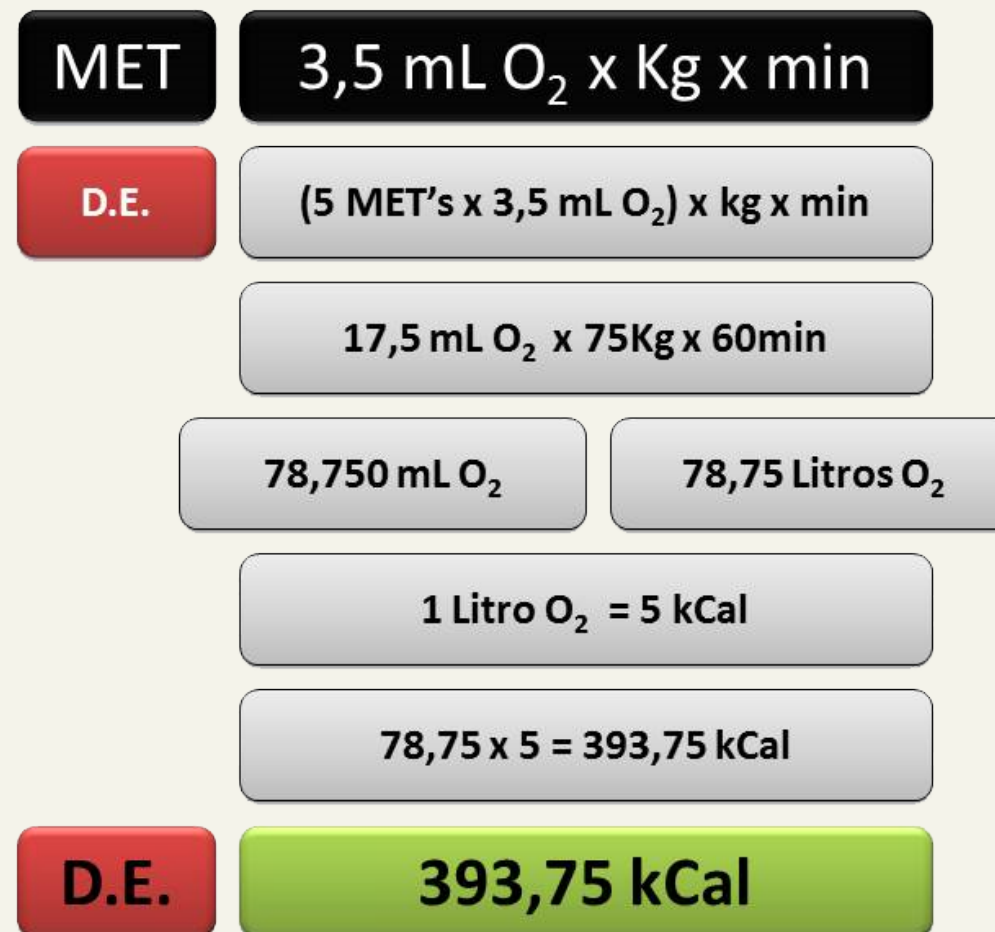 MET 3,5 mL O₂ x Kg x min
D.E. (5 MET’s x 3,5 mL O₂) x kg x min
17,5 mL O₂ x 75Kg x 60min
78,750 mL O₂ 78,75 Litros O₂
1 Litro O₂ = 5 kCal
78,75 x 5 = 393,75 kCal
D.E. 393,75 kCal